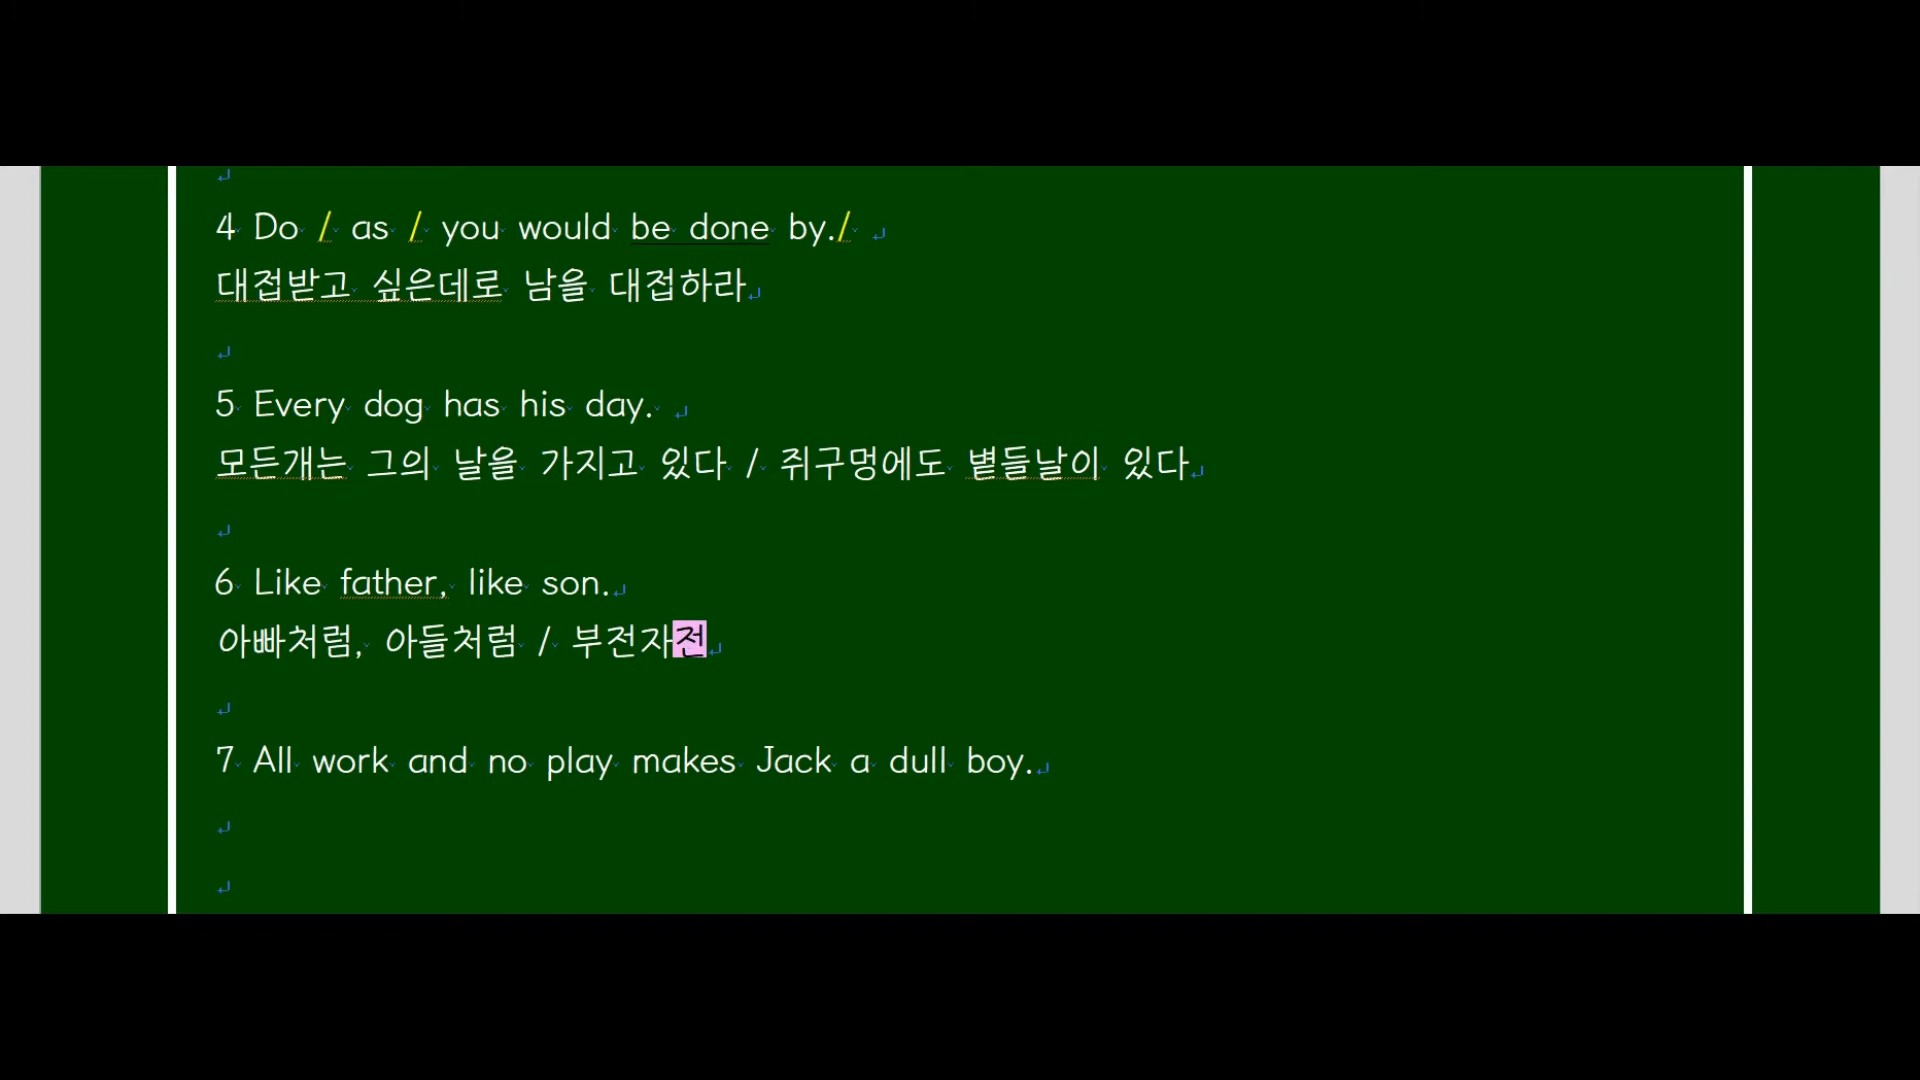 4 Do / as / you would be done by./
대접받고 싶은데로 남을 대접하라
5 Every dog has his day.
모든개는 그의 날을 가지고 있다 / 쥐구멍에도 볕들날이 있다
6 Like father, like son.
아빠처럼, 아들처럼 / 부전자전
7 All work and no play makes Jack a dull boy.